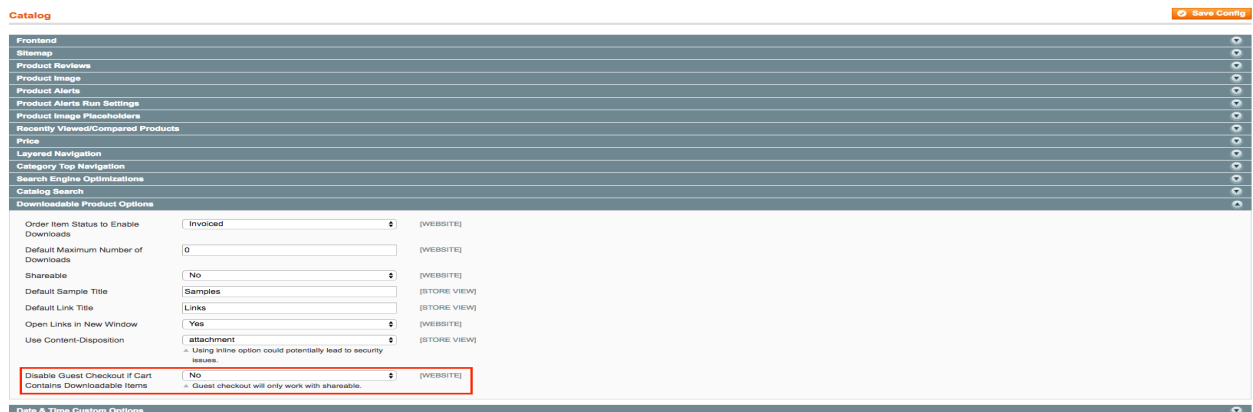 Catalog
Save Config
Frontend
Sitemap
Product Reviews
Product Image
Product Alerts
Product Alerts Run Settings
Product Image Placeholders
Recently Viewed/Compared Products
Price
Layered Navigation
Category Top Navigation
Search Engine Optimizations
Catalog Search
Downloadable Product Options
Order Item Status to Enable Invoiced [WEBSITE]
Downloads
Default Maximum Number of 0 [WEBSITE]
Downloads
Shareable No [WEBSITE]
Default Sample Title Samples [STORE VIEW]
Default Link Title Links [STORE VIEW]
Open Links in New Window Yes [WEBSITE]
Use Content-Disposition attachment [STORE VIEW]
Using inline option could potentially lead to security
issues.
Disable Guest Checkout if Cart No [WEBSITE]
Contains Downloadable Items Guest checkout will only work with shareable.
Date & Time Custom Options